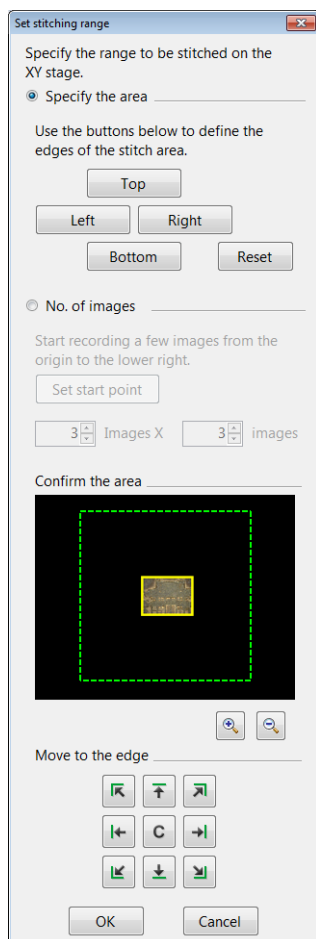 Set stitching range
Specify the range to be stitched on the
XY stage.
Specify the area
Use the buttons below to define the
edges of the stitch area.
Top
Left Right
Bottom Reset
No. of images
Start recording a few images from the
origin to the lower right.
Set start point
3 Images X 3 images
Confirm the area
Move to the edge
C
OK Cancel